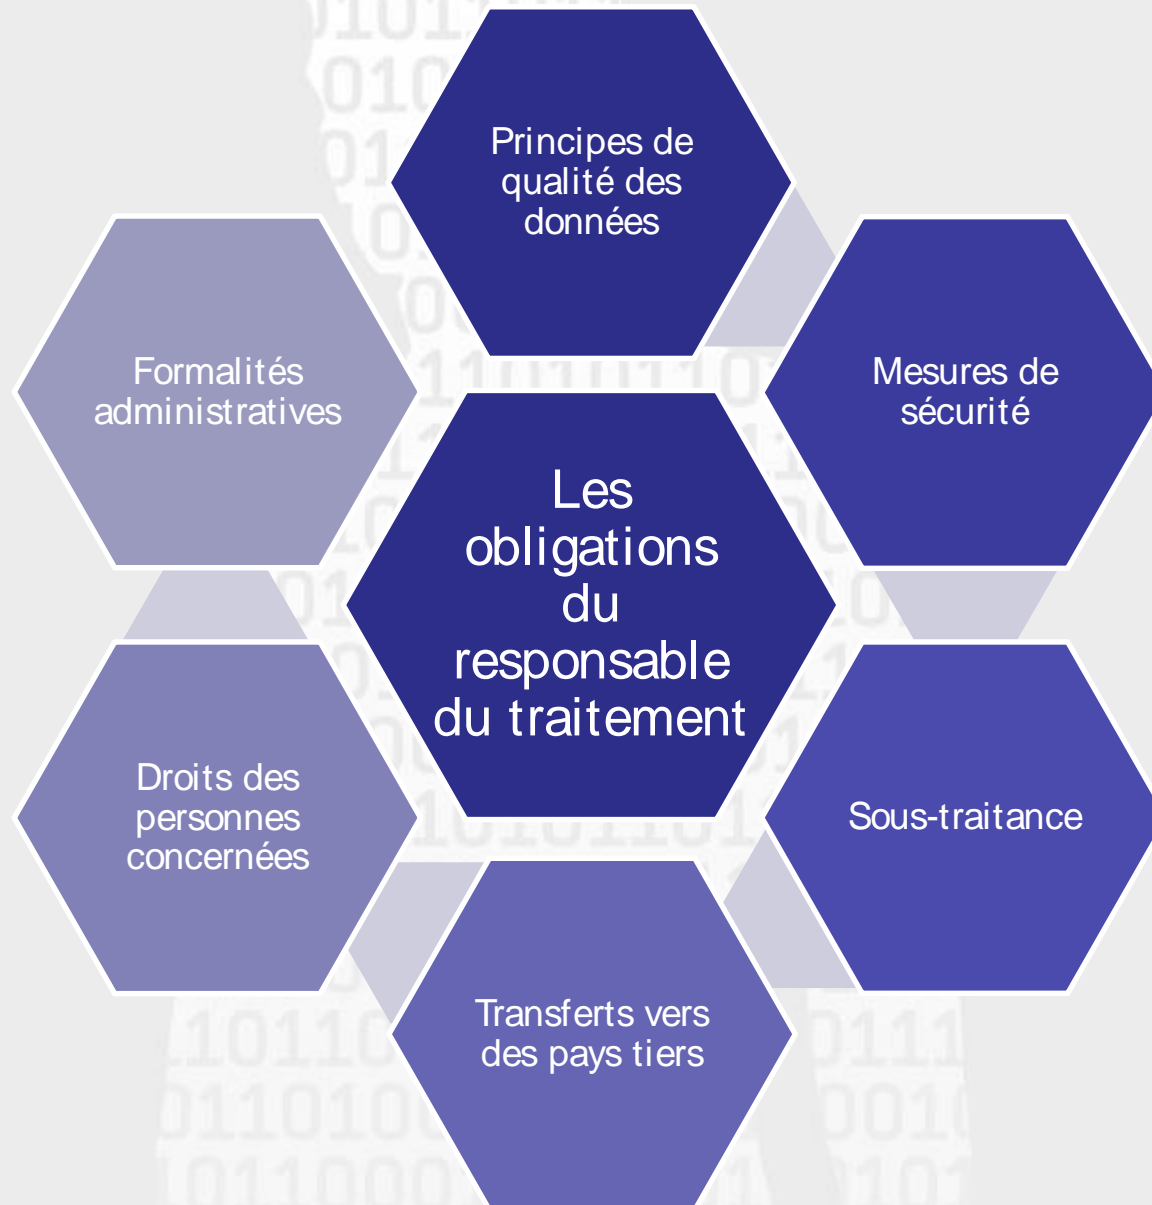 Principes de
qualité des
données
Mesures de
sécurité
Sous-traitance
Transferts vers
des pays tiers
Droits des
personnes
concernées
Formalités
administratives
Les
obligations
du
responsable
du traitement